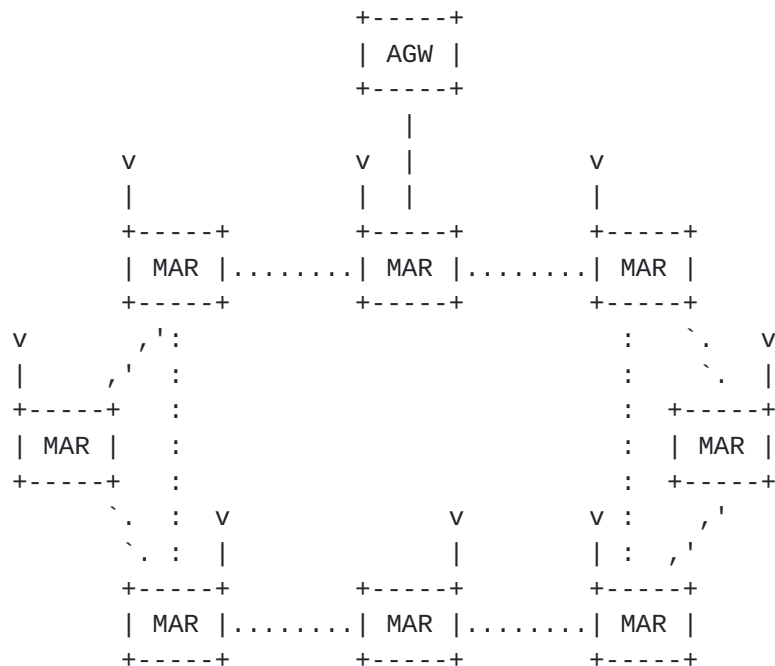 +-----+
| AGW |
+-----+
|
v v | v
| | | |
+-----+ +-----+ +-----+
| MAR |........| MAR |........| MAR |
+-----+ +-----+ +-----+
v ,': : `. v
| ,' : : `. |
+-----+ : : +-----+
| MAR | : : | MAR |
+-----+ : : +-----+
`. : v v v : ,'
`. : | | | : ,'
+-----+ +-----+ +-----+
| MAR |........| MAR |........| MAR |
+-----+ +-----+ +-----+